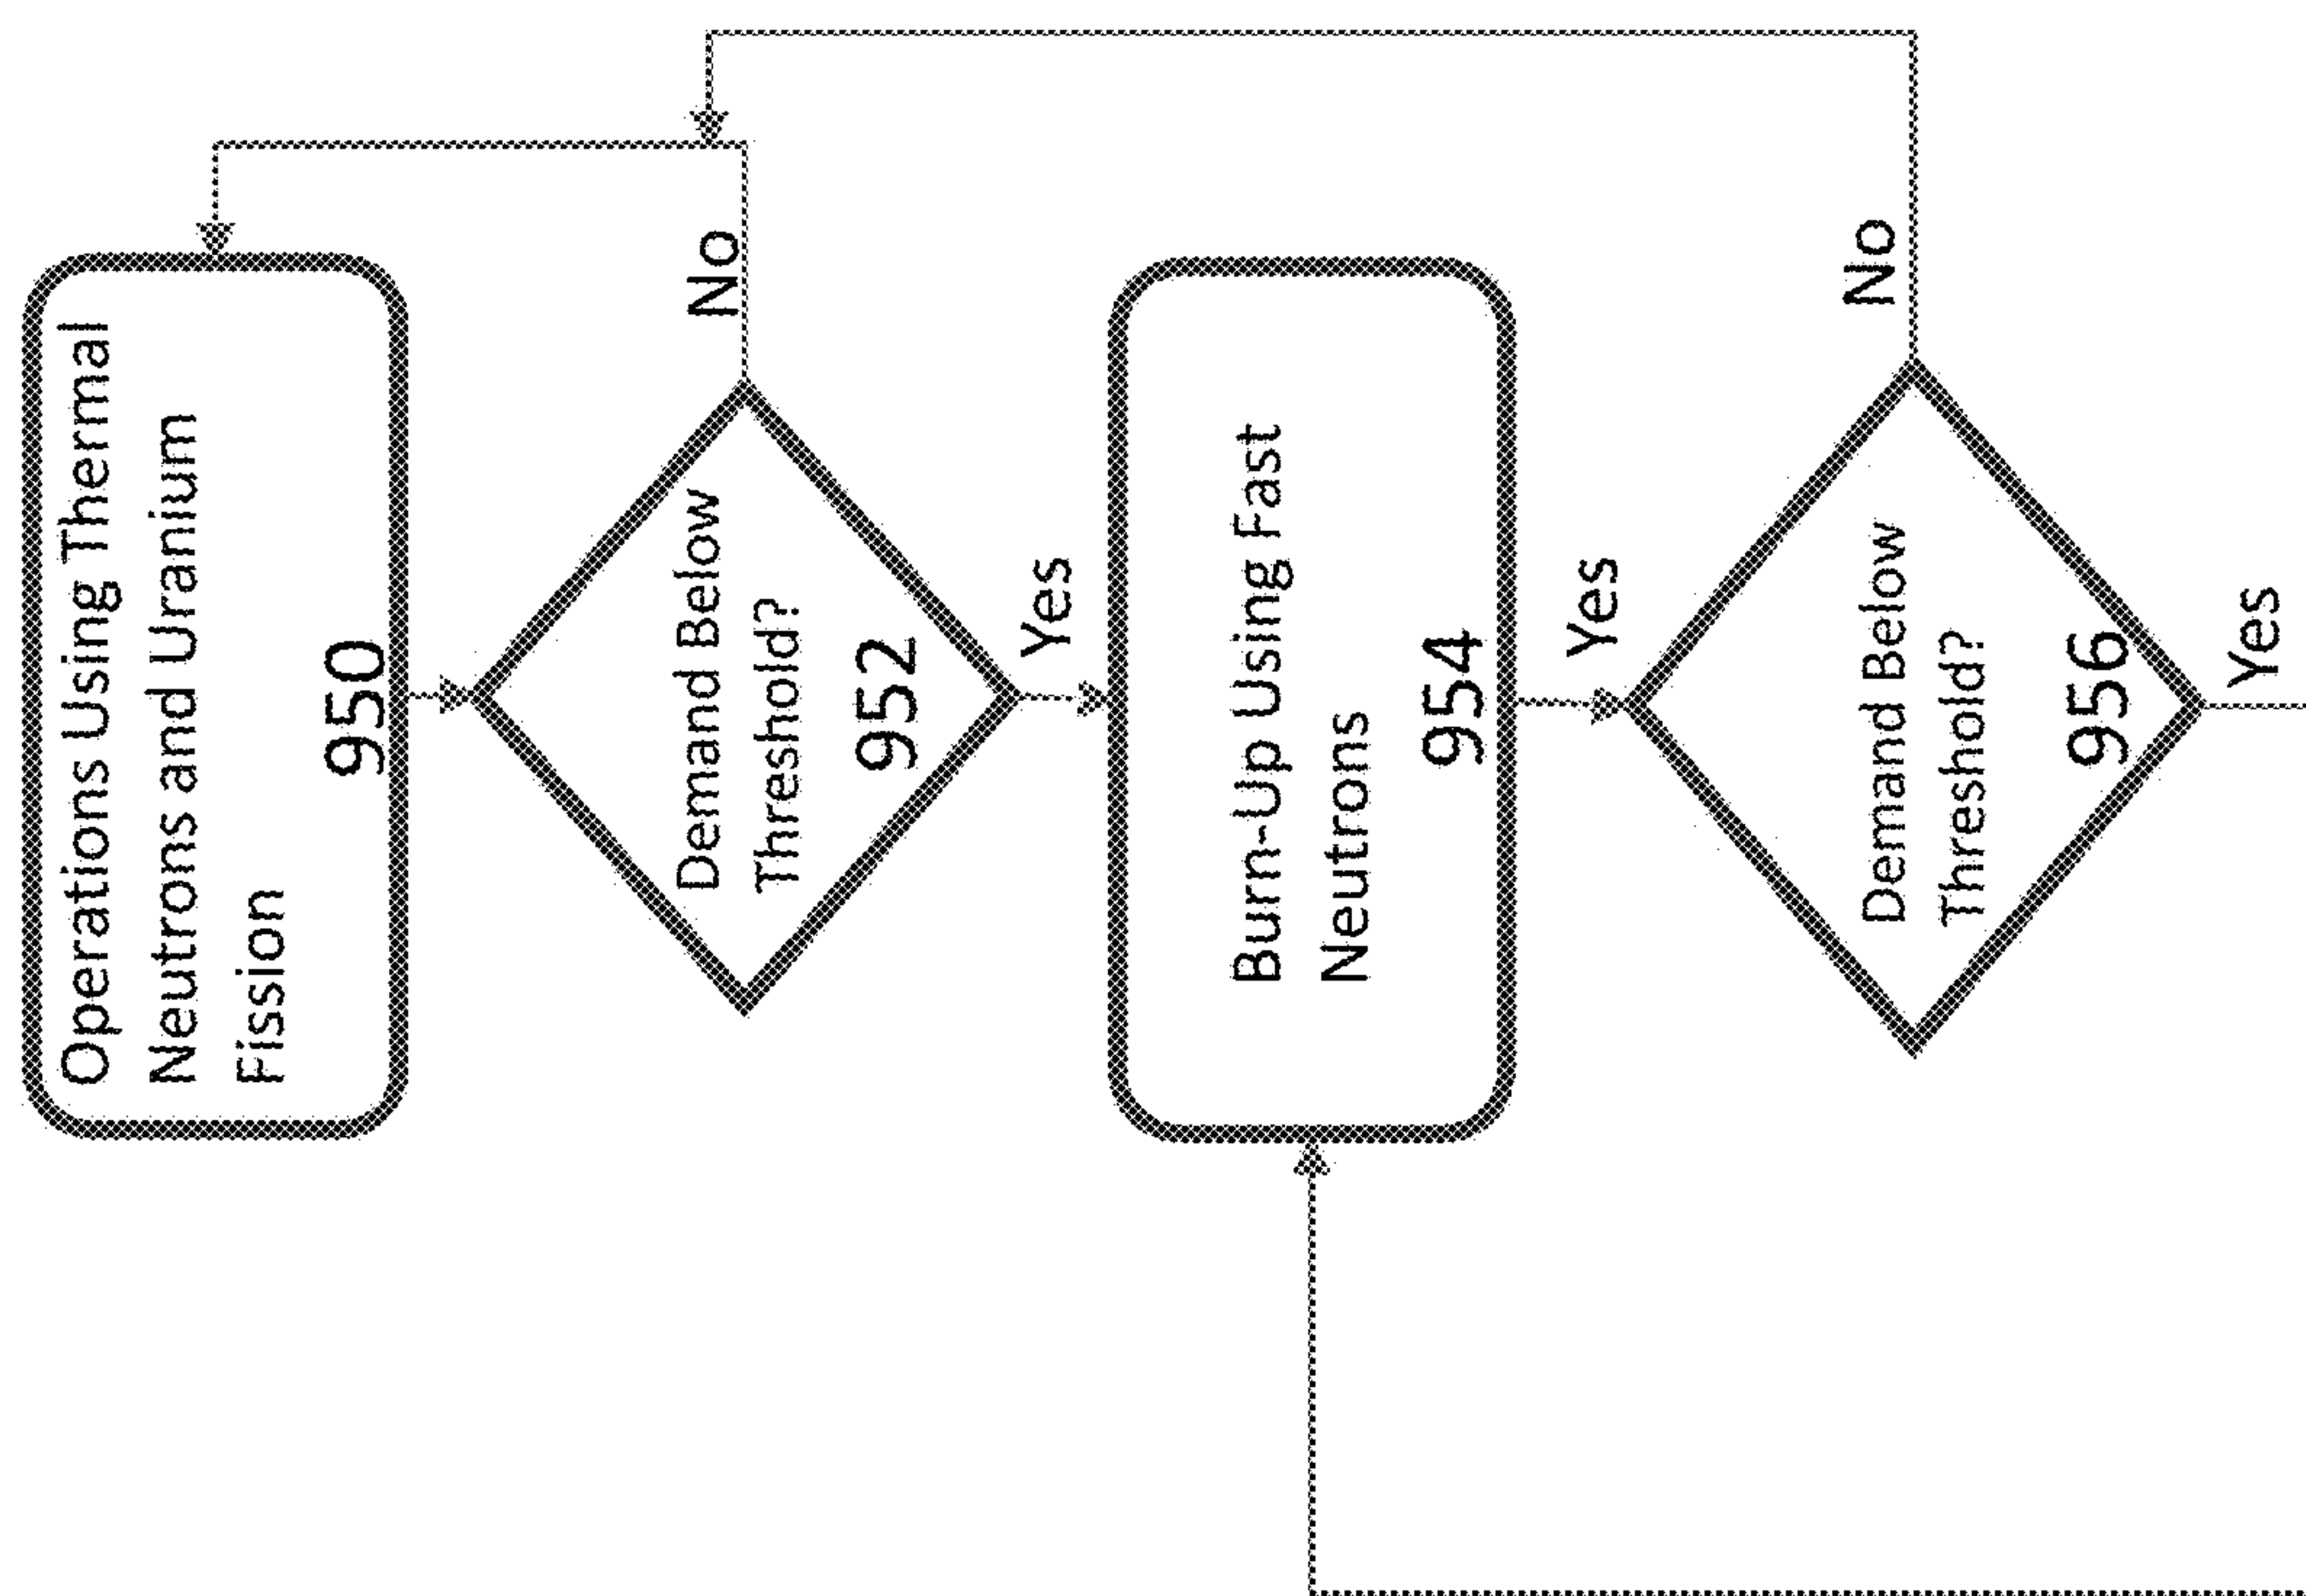 Operations Using Thermal
Neutrons and Uranium
Fission
950
Demand Below
Threshold?
952
No
Yes
Burn-Up Using Fast
Neutrons
954
Yes
Demand Below
Threshold?
956
No
Yes